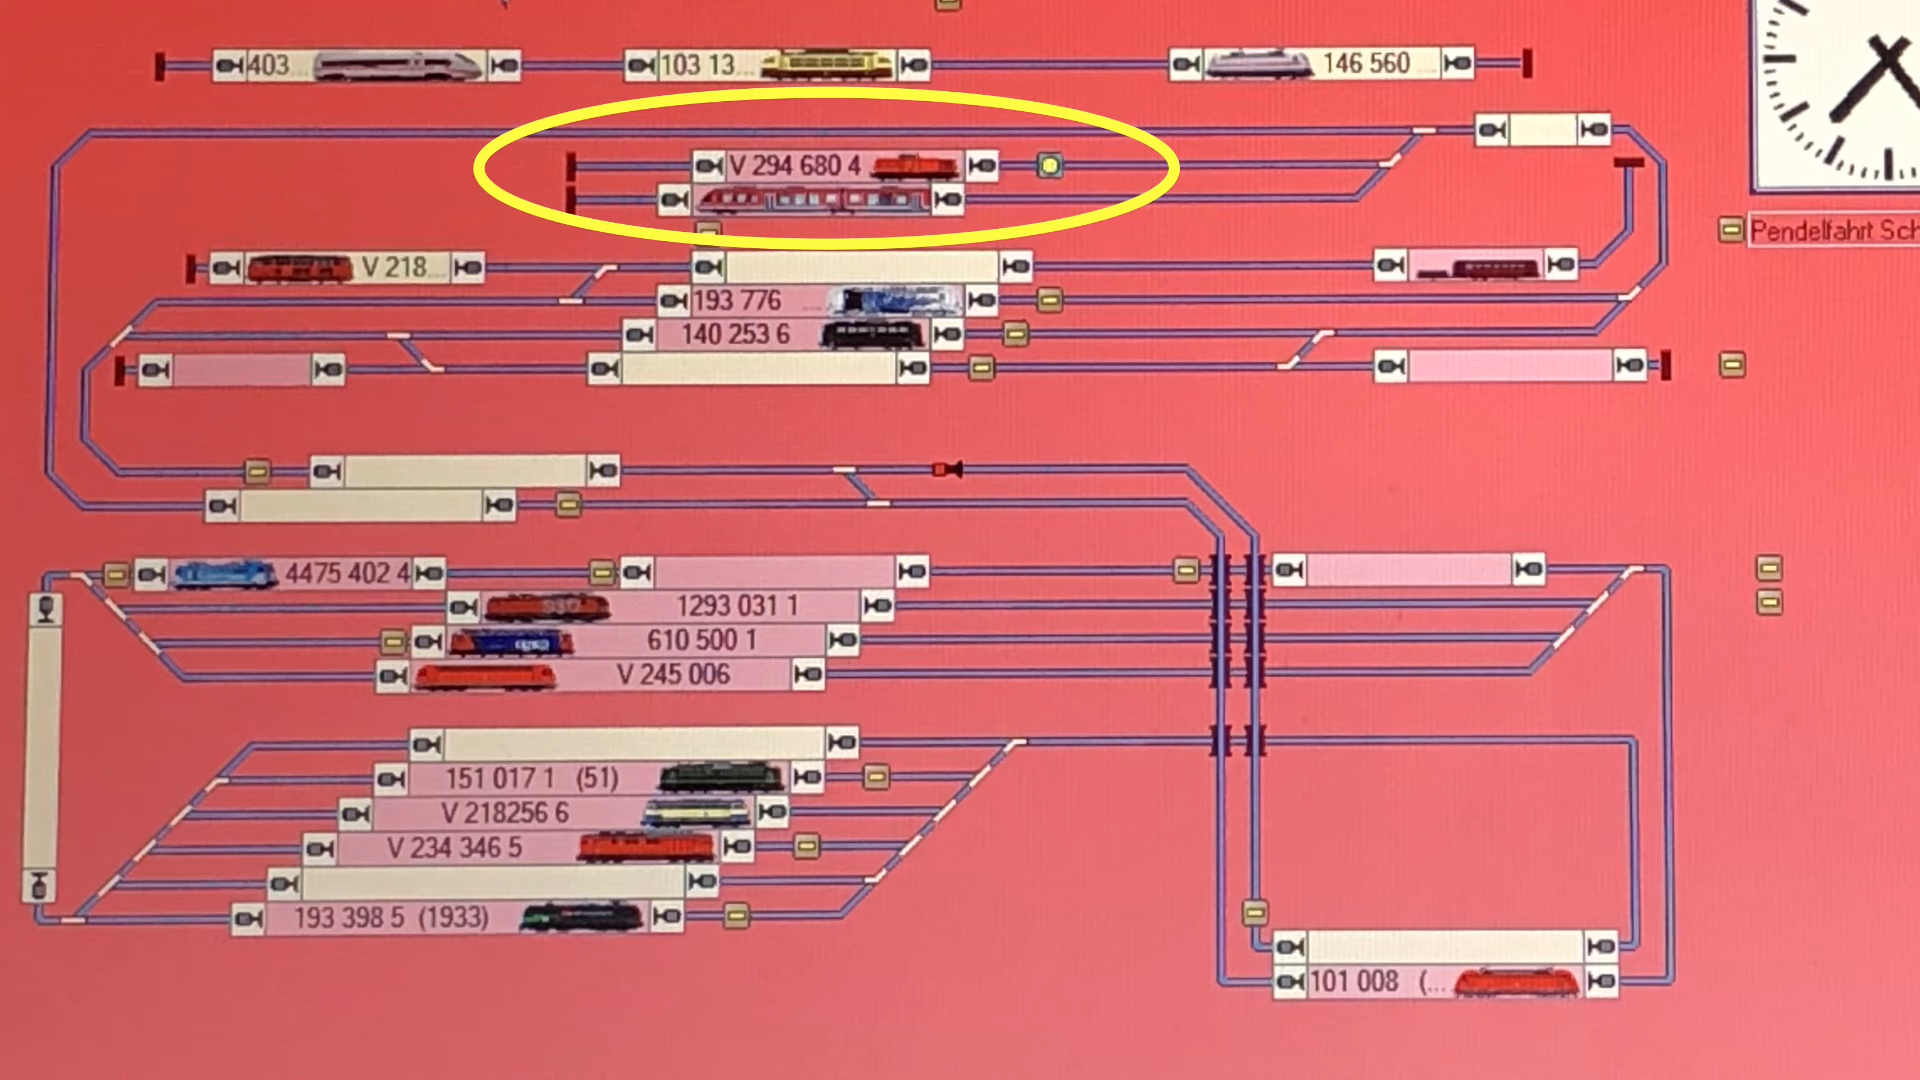 403...
103 13...
146 560 ...
V 294 680 4
Pendelfahrt Sch
V 218...
193 776 ...
140 253 6
4475 402 4
1293 031 1
610 500 1
V 245 006
151 017 1 (51)
V 218256 6
V 234 346 5
193 398 5 (1933)
101 008 (...